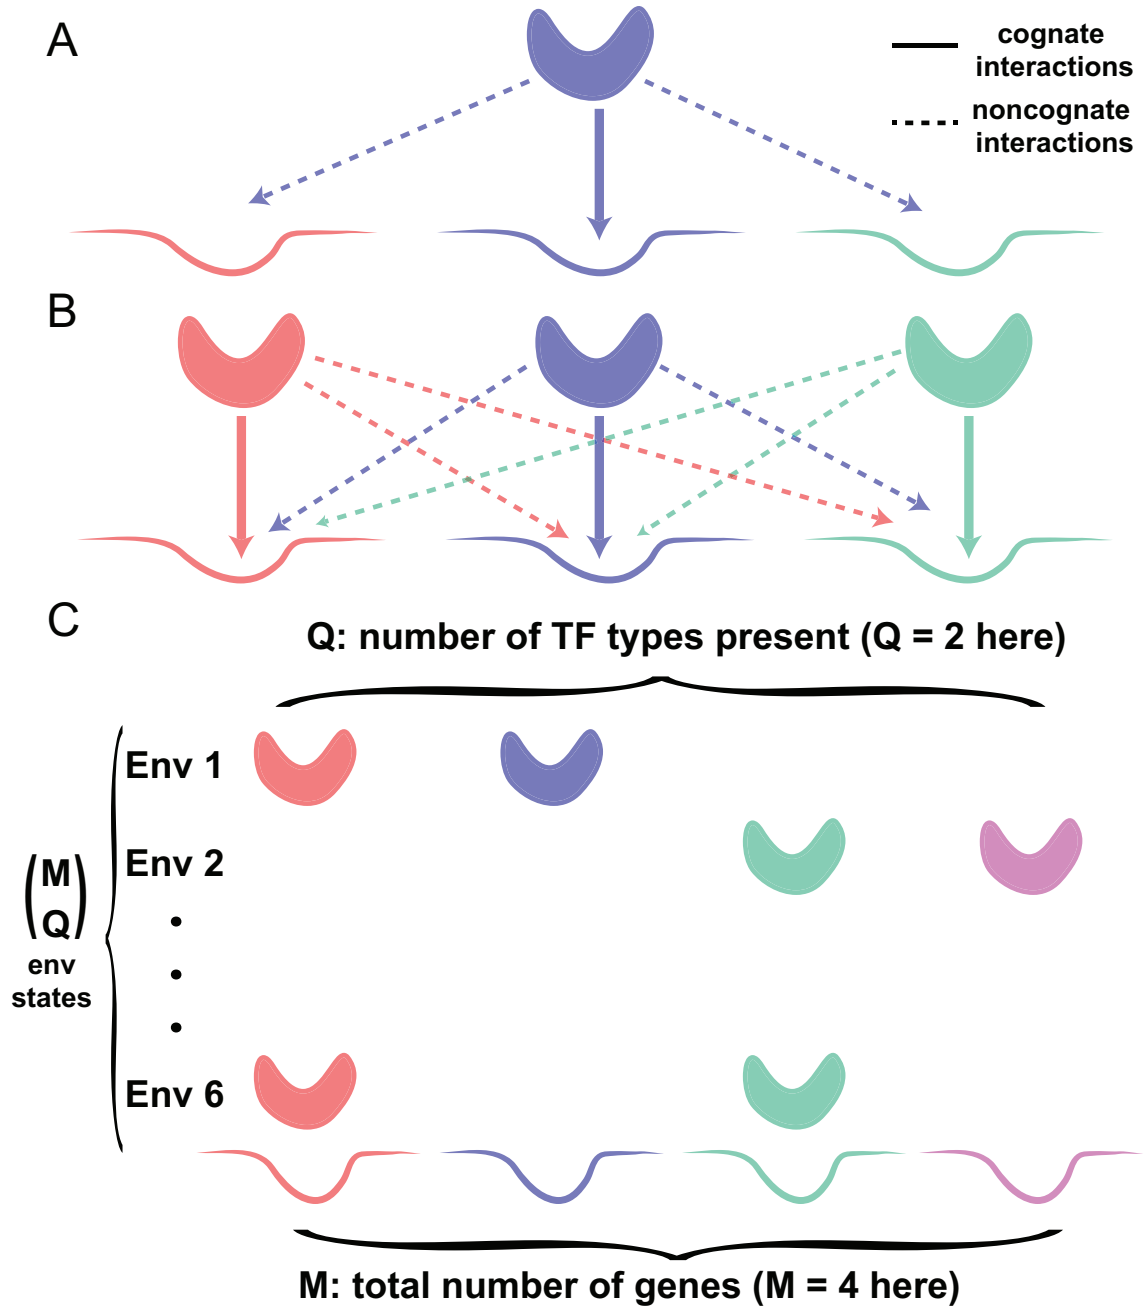 A
cognate
interactions
noncognate
interactions
B
C
Q: number of TF types present (Q = 2 here)
Env 1
Env 2
(M
Q)
env
states
Env 6
M: total number of genes (M = 4 here)